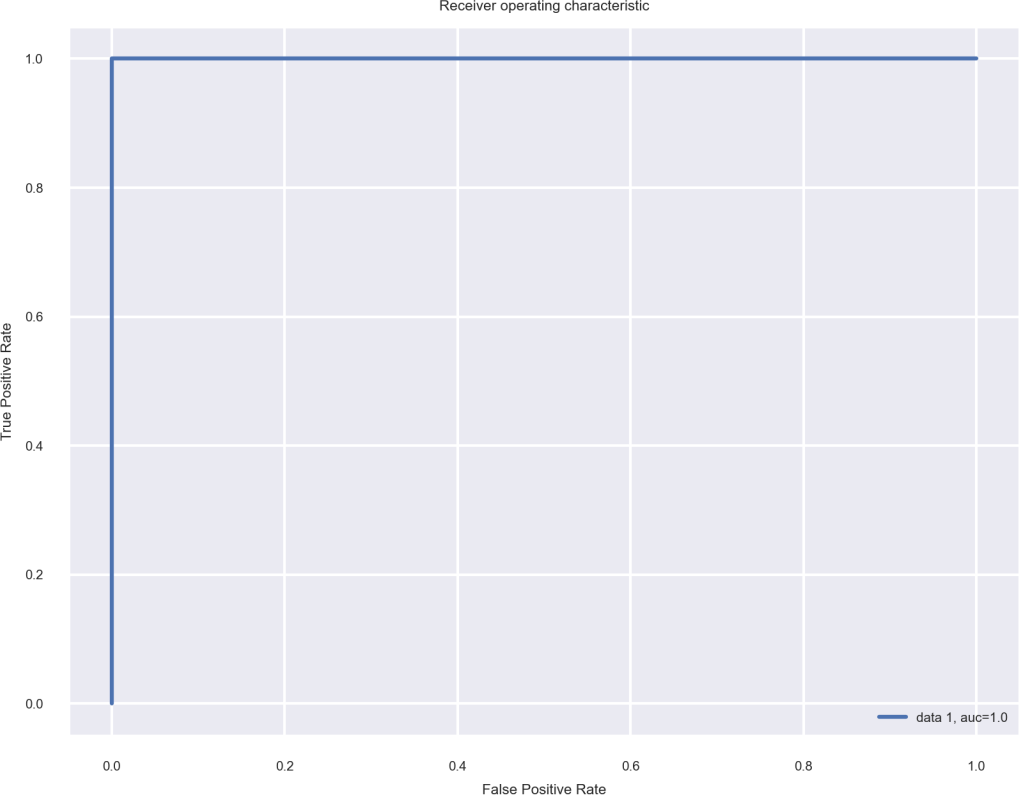 Receiver operating characteristic
True Positive Rate
1.0
0.8
0.6
0.4
0.2
0.0
data 1, auc=1.0
0.0 0.2 0.4 0.6 0.8 1.0
False Positive Rate